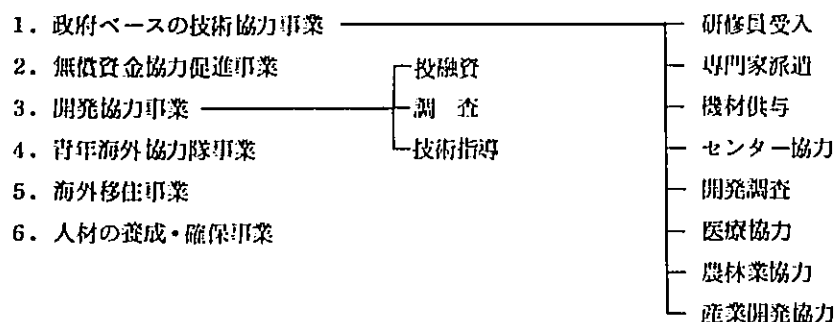 1．政府ベースの技術協力事業
2．無償資金協力促進事業
3．開発協力事業
4．青年海外協力隊事業
5．海外移住事業
6．人材の養成・確保事業
投融資
調　査
技術指導
研修員受入
専門家派遣
機材供与
センター協力
開発調査
医療協力
農林業協力
産業開発協力